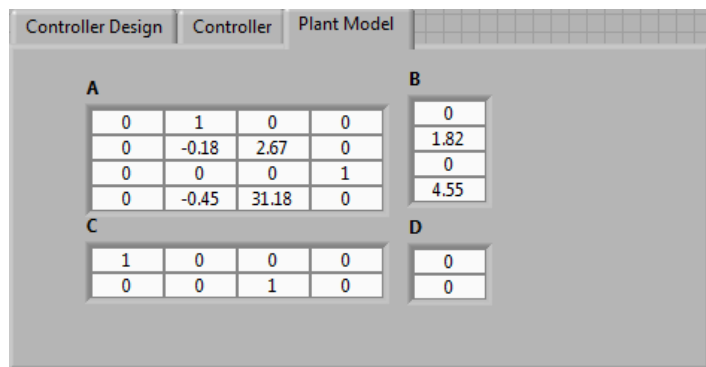 Controller Design Controller Plant Model
A
0 1 0 0
0 -0.18 2.67 0
0 0 0 1
0 -0.45 31.18 0
B
0
1.82
0
4.55
C
1 0 0 0
0 0 1 0
D
0
0